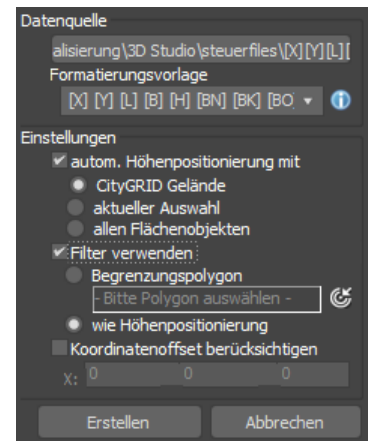 Datenquelle
alisierung\3D Studio\steuerfiles\[X][Y][L][
Formatierungsvorlage
[X] [Y] [L] [B] [H] [BN] [BK] [BO
Einstellungen
autom. Höhenpositionierung mit
CityGRID Gelände
aktueller Auswahl
allen Flächenobjekten
Filter verwenden
Begrenzungspolygon
- Bitte Polygon auswählen -
wie Höhenpositionierung
Koordinatenoffset berücksichtigen
X: 0 0 0
Erstellen Abbrechen